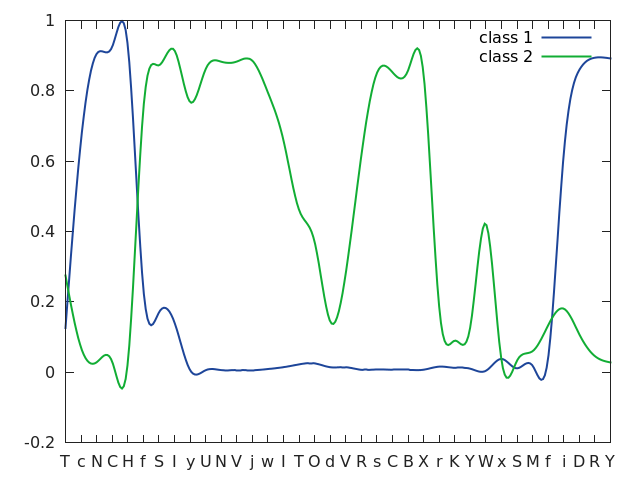 1
class 1
class 2
0.8
0.6
0.4
0.2
0
-0.2
T c N C H f S I y U N V j w I T O d V R s C B X r K Y W x S M f i D R Y